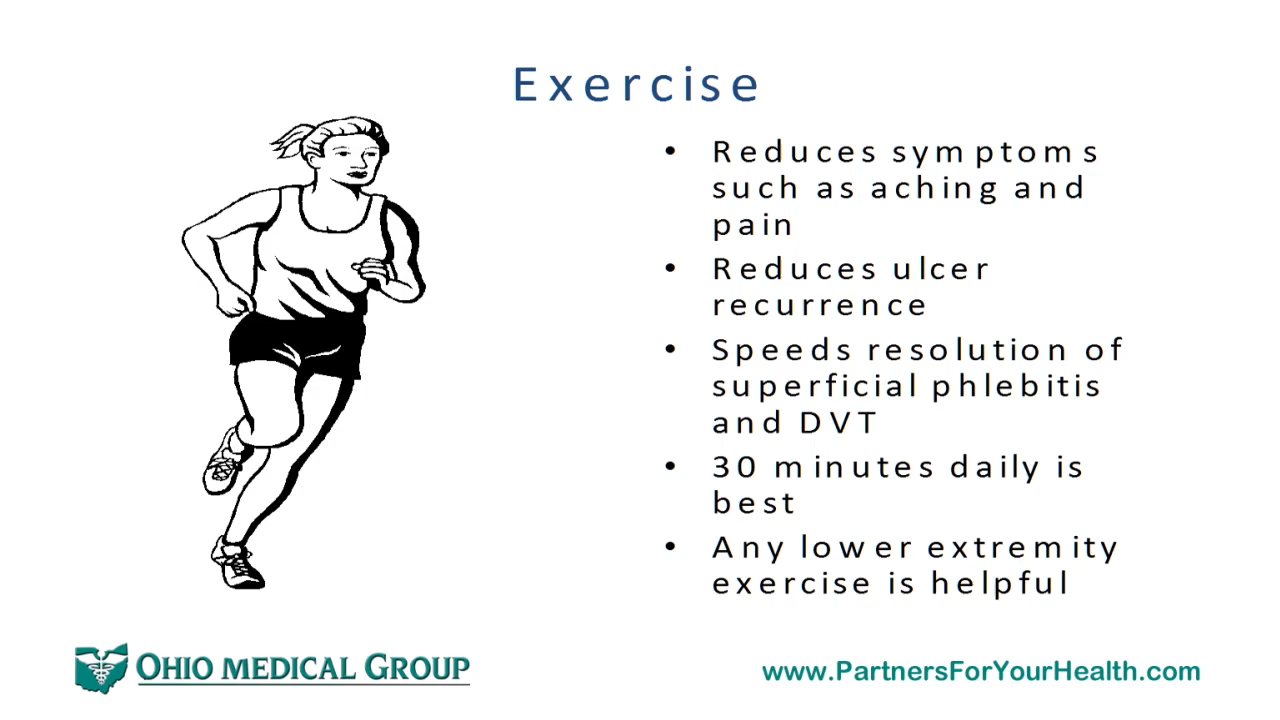 Exercise
• Reduces symptoms
such as aching and
pain
• Reduces ulcer
recurrence
• Speeds resolution of
superficial phlebitis
and DVT
• 30 minutes daily is
best
• Any lower extremity
exercise is helpful
OHIO MEDICAL GROUP
www.PartnersForYourHealth.com